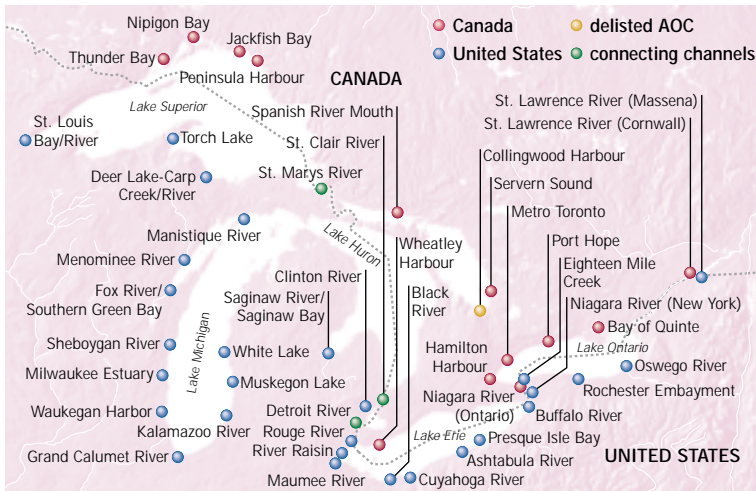 Nipigon Bay
Jackfish Bay
Thunder Bay
Peninsula Harbour
Canada
United States
delisted AOC
connecting channels
CANADA
Lake Superior
Spanish River Mouth
St. Lawrence River (Massena)
St. Lawrence River (Cornwall)
St. Louis
Bay/River
Torch Lake
St. Clair River
Collingwood Harbour
Deer Lake-Carp
Creek/River
St. Marys River
Servern Sound
Metro Toronto
Manistique River
Lake Huron
Wheatley
Harbour
Port Hope
Menominee River
Clinton River
Black
River
Eighteen Mile
Creek
Fox River/
Southern Green Bay
Saginaw River/
Saginaw Bay
Niagara River (New York)
Bay of Quinte
Sheboygan River
Lake Michigan
White Lake
Hamilton
Harbour
Lake Ontario
Oswego River
Milwaukee Estuary
Muskegon Lake
Rochester Embayment
Niagara River
(Ontario)
Waukegan Harbor
Kalamazoo River
Detroit River
Buffalo River
Rouge River
Lake Erie
Presque Isle Bay
River Raisin
Grand Calumet River
Ashtabula River
UNITED STATES
Maumee River
Cuyahoga River